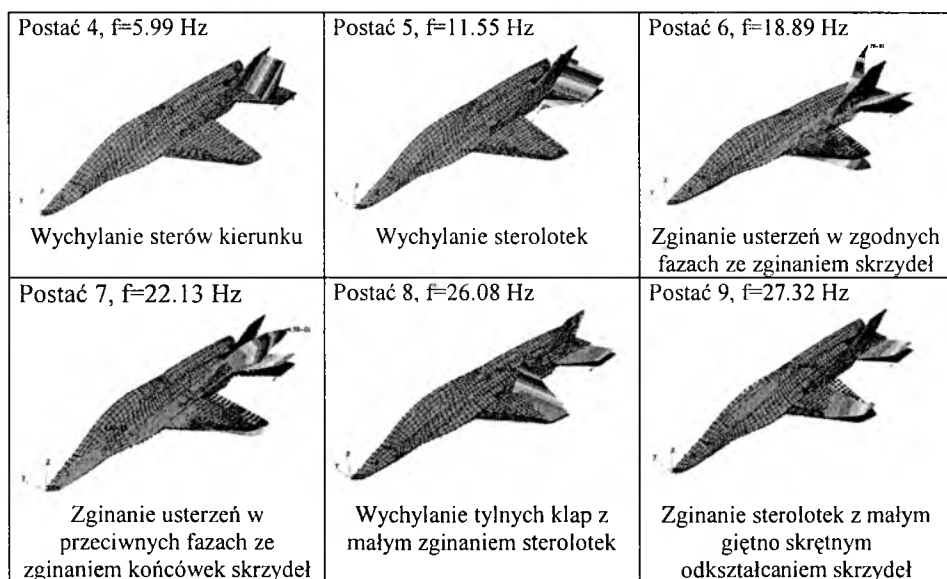 Postać 4, f=5.99 Hz
Wychylanie sterów kierunku
Postać 5, f=11.55 Hz
Wychylanie sterolotek
Postać 6, f=18.89 Hz
Zginanie usterzeń w zgodnych
fazach ze zginaniem skrzydeł
Postać 7, f=22.13 Hz
Zginanie usterzeń w
przeciwnych fazach ze
zginaniem końcówek skrzydeł
Postać 8, f=26.08 Hz
Wychylanie tylnych klap z
małym zginaniem sterolotek
Postać 9, f=27.32 Hz
Zginanie sterolotek z małym
giętno skrętnym
odkształcaniem skrzydeł